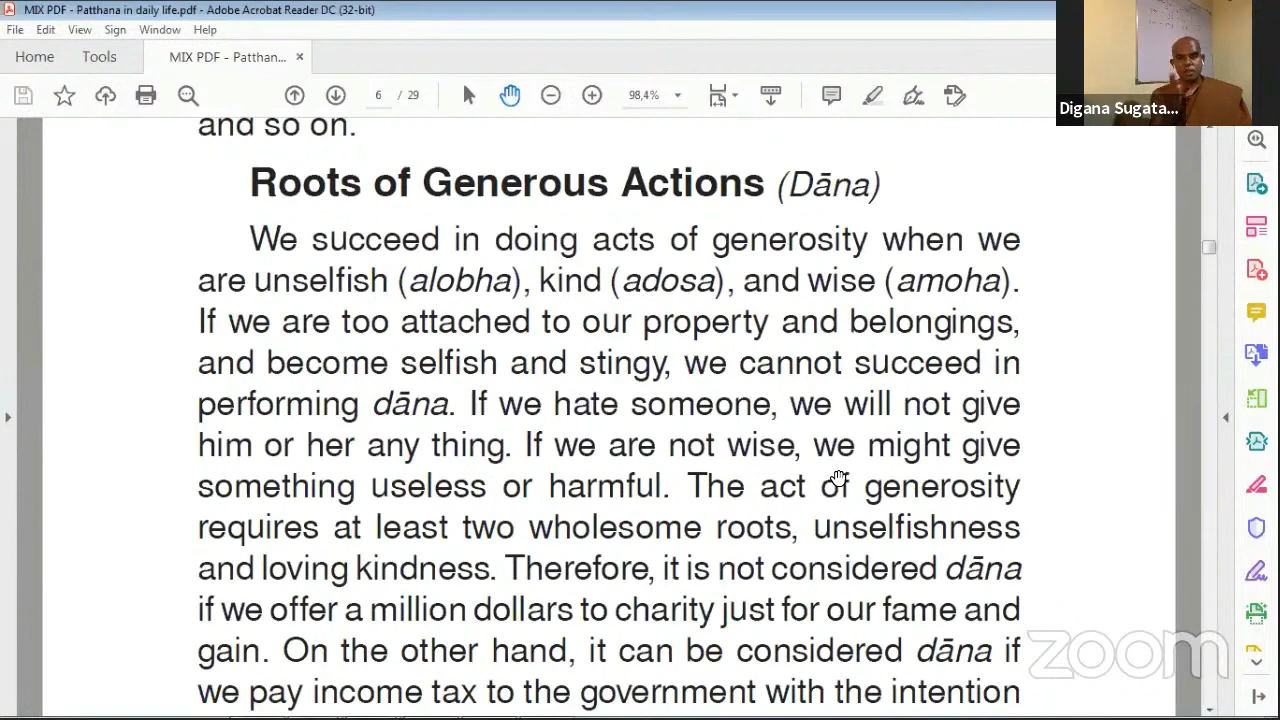 MIX PDF - Patthana in daily life.pdf - Adobe Acrobat Reader DC (32-bit)
File Edit View Sign Window Help
Home Tools MIX PDF - Patthan... ×
6 / 29 98,4%
Digana Sugata...
and so on.
Roots of Generous Actions (Dāna)
We succeed in doing acts of generosity when we
are unselfish (alobha), kind (adosa), and wise (amoha).
If we are too attached to our property and belongings,
and become selfish and stingy, we cannot succeed in
performing dāna. If we hate someone, we will not give
him or her any thing. If we are not wise, we might give
something useless or harmful. The act of generosity
requires at least two wholesome roots, unselfishness
and loving kindness. Therefore, it is not considered dāna
if we offer a million dollars to charity just for our fame and
gain. On the other hand, it can be considered dāna if
we pay income tax to the government with the intention
zoom